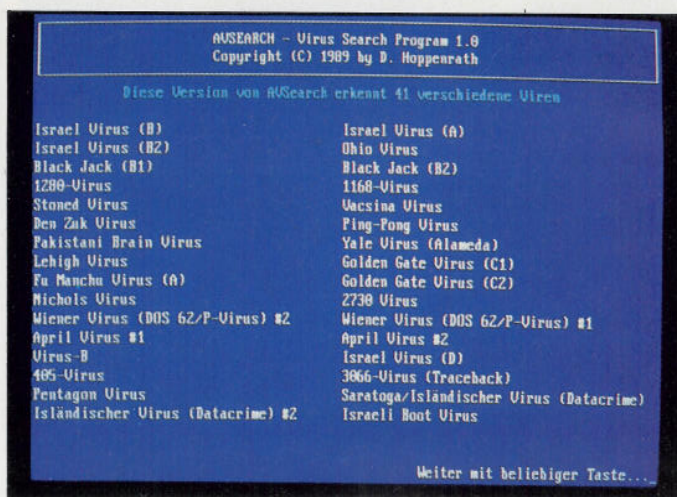 AVSEARCH - Virus Search Program 1.0
Copyright (C) 1989 by D. Hoppenrath
Diese Version von AVSearch erkennt 41 verschiedene Viren
Israel Virus (B)
Israel Virus (A)
Israel Virus (B2)
Ohio Virus
Black Jack (B1)
Black Jack (B2)
1280-Virus
1168-Virus
Stoned Virus
Vacsina Virus
Den Zuk Virus
Ping-Pong Virus
Pakistani Brain Virus
Yale Virus (Alameda)
Lehigh Virus
Golden Gate Virus (C1)
Fu Manchu Virus (A)
Golden Gate Virus (C2)
Nichols Virus
2730 Virus
Wiener Virus (DOS 62/P-Virus) #2
Wiener Virus (DOS 62/P-Virus) #1
April Virus #1
April Virus #2
Virus-B
Israel Virus (D)
405-Virus
3066-Virus (Traceback)
Pentagon Virus
Saratoga/Isländischer Virus (Datacrime)
Isländischer Virus (Datacrime) #2
Israeli Boot Virus
Weiter mit beliebiger Taste..._